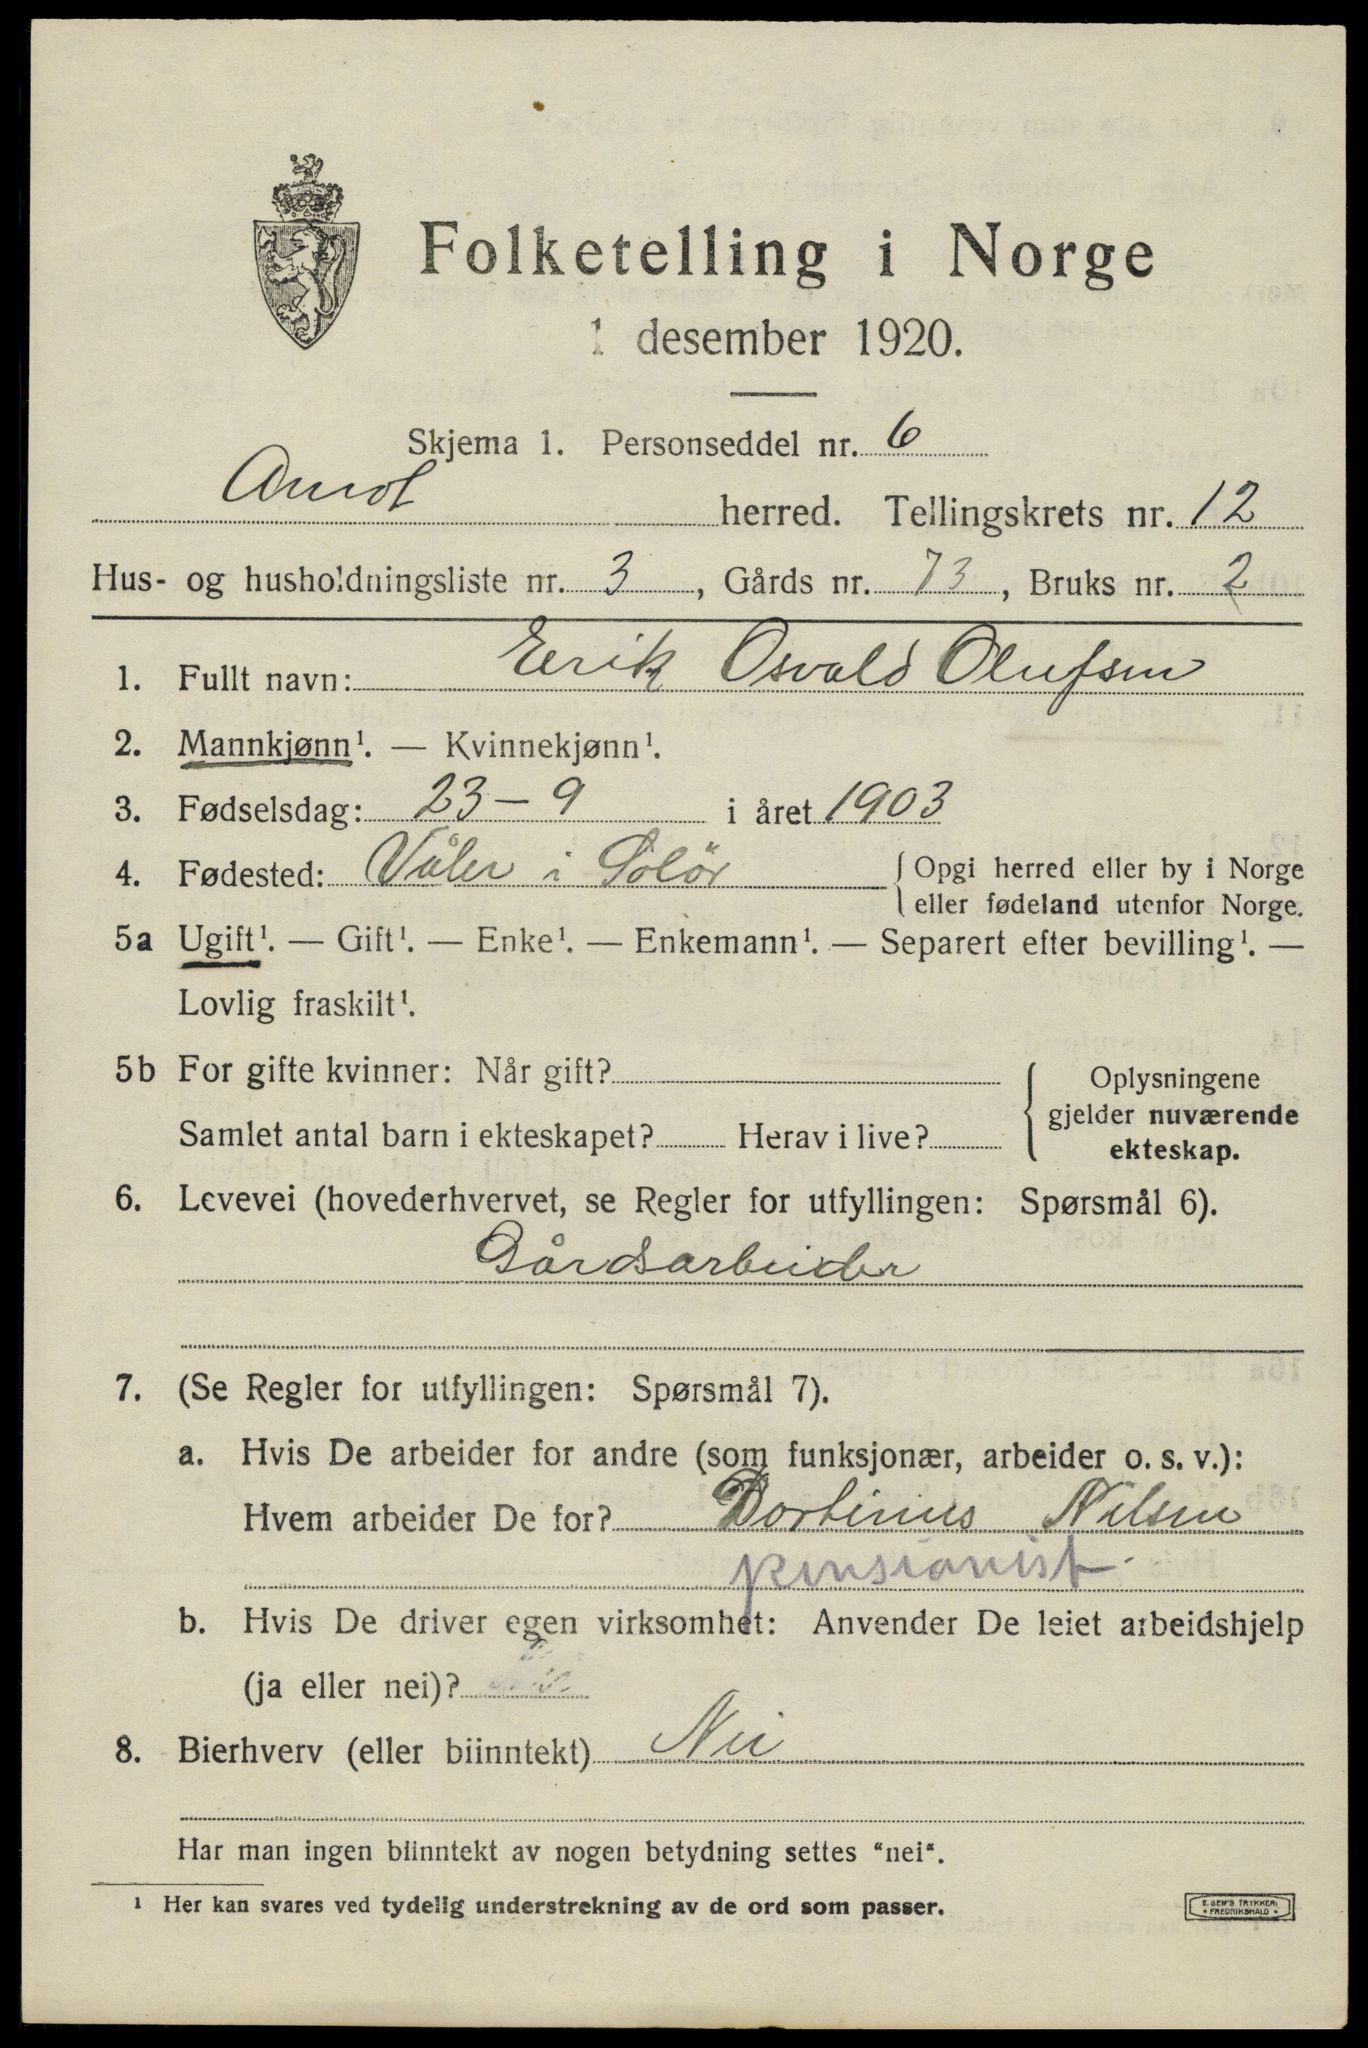 Folketelling i Norge
1 desember 1920.
Skjema 1. Personseddel nr. 6
Åmot herred. Tellingskrets nr. 12
Hus- og husholdningsliste nr. 3, Gårds nr. 73, Bruks nr. 2
1. Fullt navn: Erik Osvald Olufsen
2. Mannkjønn¹. — Kvinnekjønn¹.
3. Fødselsdag: 23-9 i året 1903
4. Fødested: Våler i Solör { Opgi herred eller by i Norge
eller fødeland utenfor Norge.
5a Ugift¹. — Gift¹. — Enke¹. — Enkemann¹. — Separert efter bevilling¹. —
Lovlig fraskilt¹.
5b For gifte kvinner: Når gift?
Samlet antal barn i ekteskapet? Herav i live?
{ Oplysningene
gjelder nuværende
ekteskap.
6. Levevei (hovederhvervet, se Regler for utfyllingen: Spørsmål 6).
Gårdsarbeider
7. (Se Regler for utfyllingen: Spørsmål 7).
a. Hvis De arbeider for andre (som funksjonær, arbeider o. s. v.):
Hvem arbeider De for? Dortinius Nilsen
pensionist.
b. Hvis De driver egen virksomhet: Anvender De leiet arbeidshjelp
(ja eller nei)?
8. Bierhverv (eller biinntekt) Nei
Har man ingen biinntekt av nogen betydning settes "nei".
¹ Her kan svares ved tydelig understrekning av de ord som passer.
E. SEM'S TRYKKERI
FREDRIKSHALD